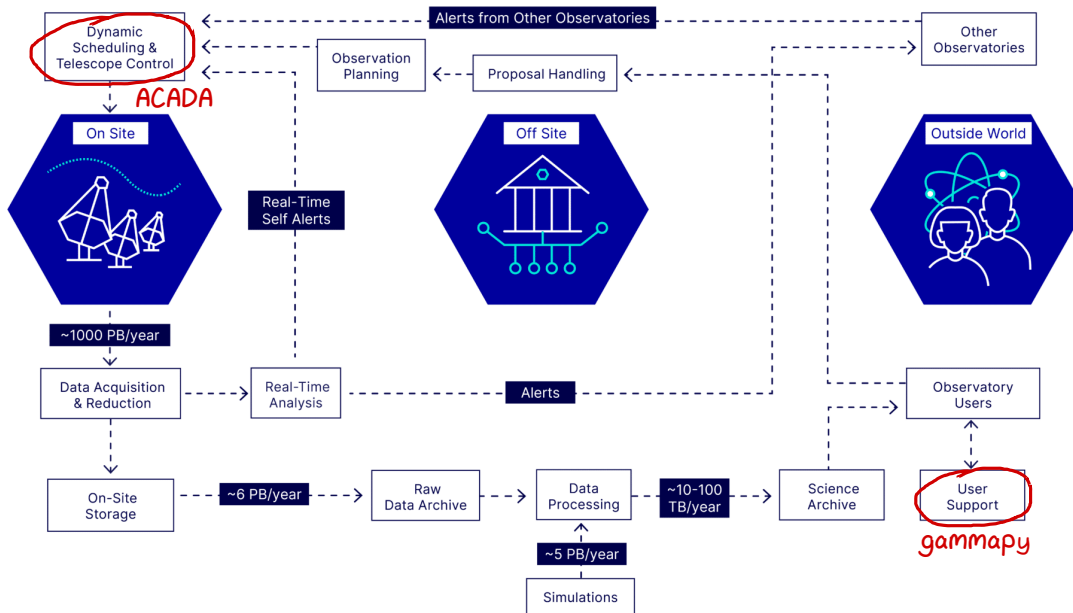 Alerts from Other Observatories
Dynamic
Scheduling &
Telescope Control
Observation
Planning
Proposal Handling
Other
Observatories
ACADA
On Site
Off Site
Outside World
Real-Time
Self Alerts
~1000 PB/year
Data Acquisition
& Reduction
Real-Time
Analysis
Alerts
Observatory
Users
On-Site
Storage
~6 PB/year
Raw
Data Archive
Data
Processing
~10-100
TB/year
Science
Archive
User
Support
gammapy
~5 PB/year
Simulations